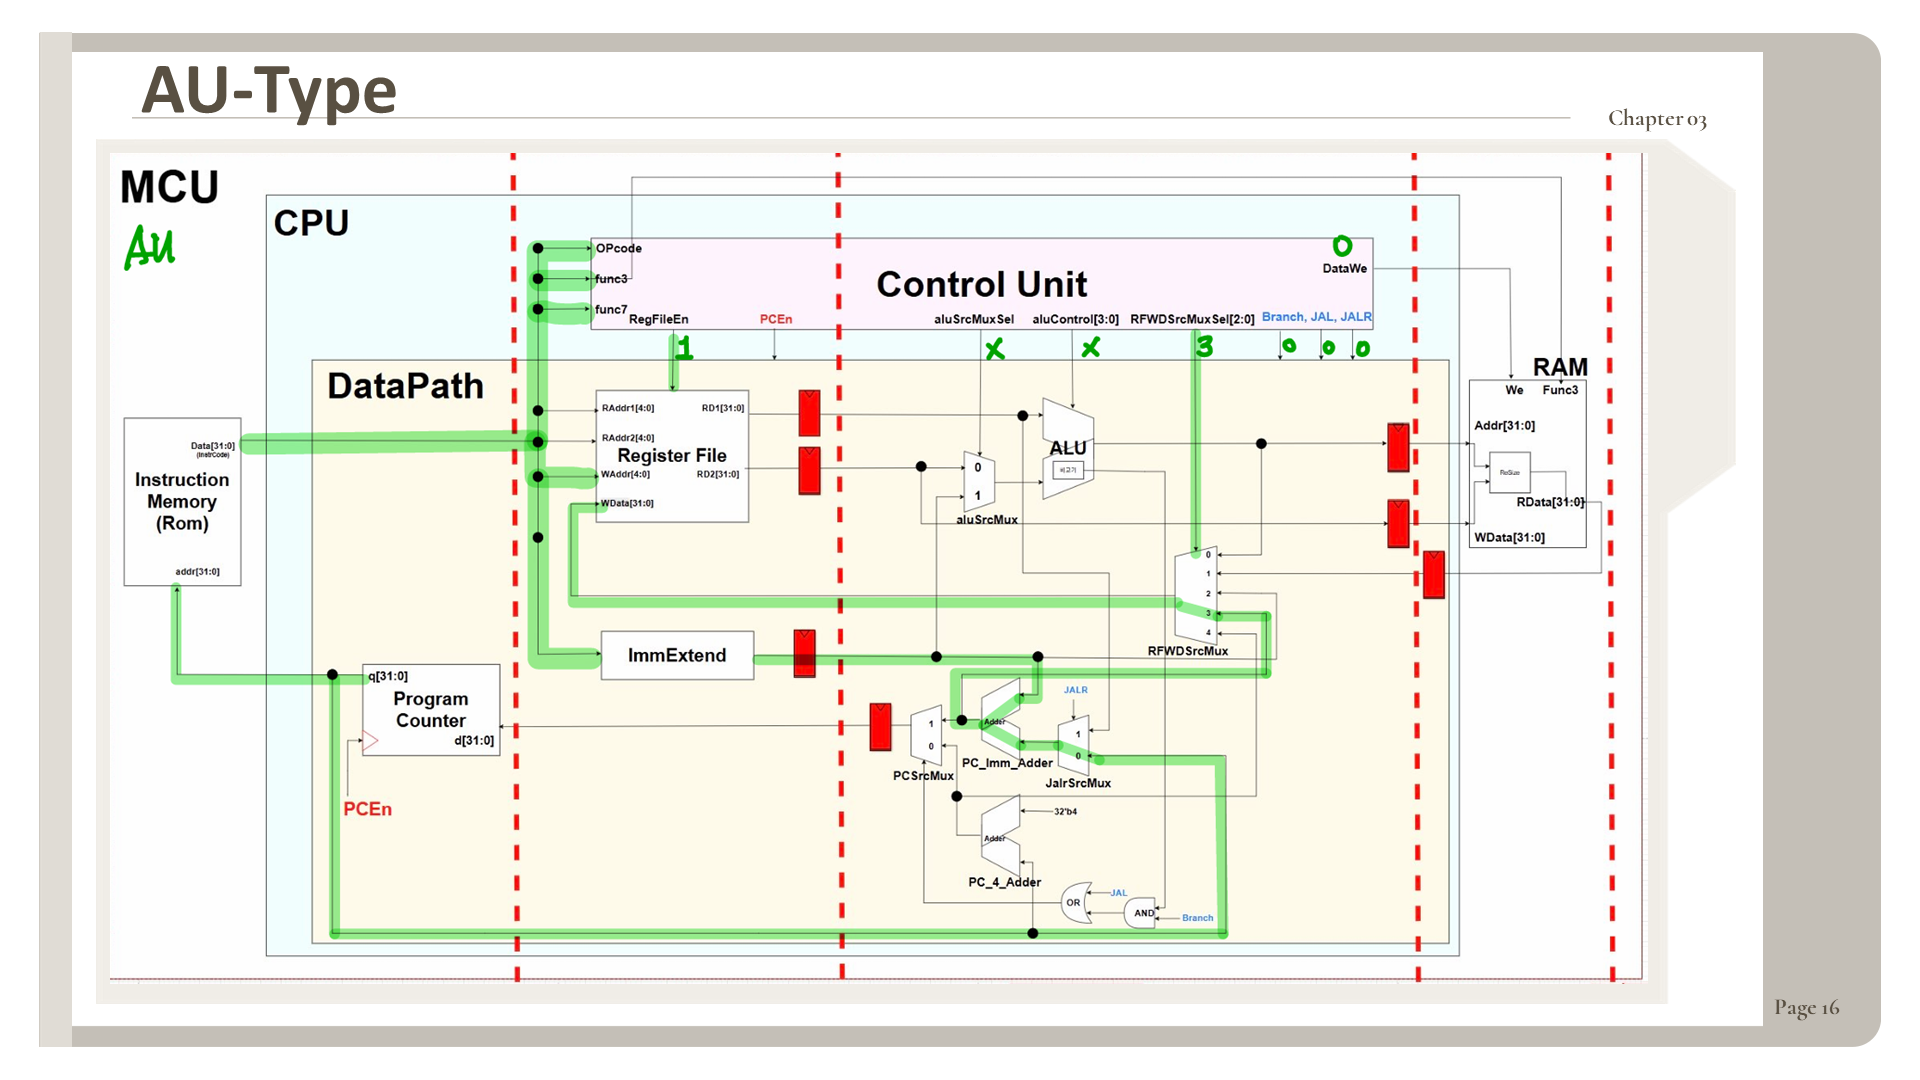 AU-Type
Chapter 03
MCU
AU
CPU
OPcode
func3
func7
Control Unit
0
DataWe
RegFileEn
PCEn
aluSrcMuxSel
aluControl[3:0]
RFWDSrcMuxSel[2:0]
Branch, JAL, JALR
1
x
x
3
0
0
0
DataPath
RAM
We
Func3
Addr[31:0]
ReSize
RData[31:0]
WData[31:0]
RAddr1[4:0]
RD1[31:0]
RAddr2[4:0]
Register File
WAddr[4:0]
RD2[31:0]
WData[31:0]
Data[31:0]
(InstrCode)
Instruction
Memory
(Rom)
addr[31:0]
ALU
비교기
0
1
aluSrcMux
0
1
2
3
4
RFWDSrcMux
ImmExtend
q[31:0]
Program
Counter
d[31:0]
PCEn
JALR
1
0
PCSrcMux
Adder
PC_Imm_Adder
1
0
JalrSrcMux
32'b4
Adder
PC_4_Adder
OR
JAL
AND
Branch
Page 16